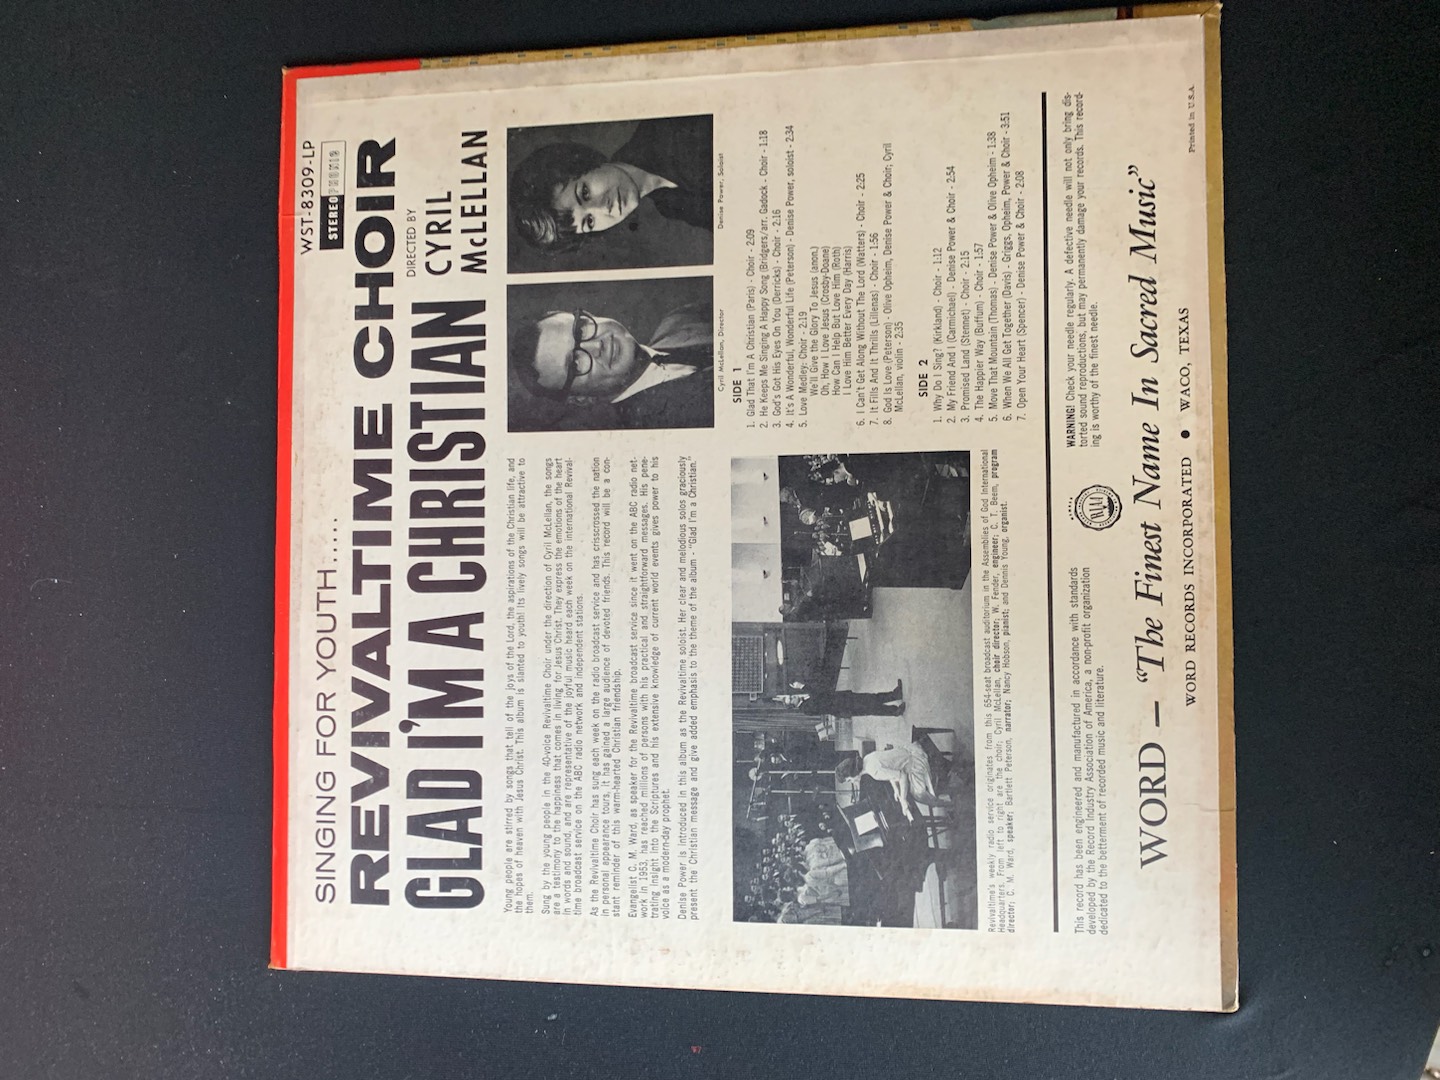 WST-8309-LP
STEREOPHONIC
SINGING FOR YOUTH.....
REVIVALTIME CHOIR
GLAD I'M A CHRISTIAN
DIRECTED BY
CYRIL
McLELLAN
Young people are stirred by songs that tell of the joys of the Lord, the aspirations of the Christian life, and
the hopes of heaven with Jesus Christ. This album is slanted to youth! Its lively songs will be attractive to
them.
Sung by the young people in the 40-voice Revivaltime Choir under the direction of Cyril McLellan, the songs
are a testimony to the happiness that comes in living for Jesus Christ. They express the emotions of the heart
in words and sound, and are representative of the joyful music heard each week on the international Revival-
time broadcast service on the ABC radio network and independent stations.
As the Revivaltime Choir has sung each week on the radio broadcast service and has crisscrossed the nation
in personal appearance tours, it has gained a large audience of devoted friends. This record will be a con-
stant reminder of this warm-hearted Christian friendship.
Evangelist C. M. Ward, as speaker for the Revivaltime broadcast service since it went on the ABC radio net-
work in 1953, has reached millions of persons with his practical and straightforward messages. His pene-
trating insight into the Scriptures and his extensive knowledge of current world events gives power to his
voice as a modern-day prophet.
Denise Power is introduced in this album as the Revivaltime soloist. Her clear and melodious solos graciously
present the Christian message and give added emphasis to the theme of the album - "Glad I'm a Christian."
Revivaltime's weekly radio service originates from this 654-seat broadcast auditorium in the Assemblies of God International
Headquarters. From left to right are the choir; Cyril McLellan, choir director; W. Fender, engineer; C. T. Beem, program
director; C. M. Ward, speaker; Bartlett Peterson, narrator; Nancy Hobson, pianist; and Dennis Young, organist.
Cyril McLellan, Director
Denise Power, Soloist
SIDE 1
1. Glad That I'm A Christian (Paris) - Choir - 2:09
2. He Keeps Me Singing A Happy Song (Bridgers/arr. Gadock - Choir - 1:18
3. God's Got His Eyes On You (Derricks) - Choir - 2:16
4. It's A Wonderful, Wonderful Life (Peterson) - Denise Power, soloist - 2:34
5. Love Medley: Choir - 2:19
We'll Give the Glory To Jesus (anon.)
Oh, How I Love Jesus (Crosby-Doane)
How Can I Help But Love Him (Roth)
I Love Him Better Every Day (Harris)
6. I Can't Get Along Without The Lord (Watters) - Choir - 2:25
7. It Fills And It Thrills (Lillenas) - Choir - 1:56
8. God Is Love (Peterson) - Olive Opheim, Denise Power & Choir; Cyril
McLellan, violin - 2:35
SIDE 2
1. Why Do I Sing? (Kirkland) - Choir - 1:12
2. My Friend And I (Carmichael) - Denise Power & Choir - 2:54
3. Promised Land (Stennet) - Choir - 2:15
4. The Happier Way (Buffum) - Choir - 1:57
5. Move That Mountain (Thomas) - Denise Power & Olive Opheim - 1:38
6. When We All Get Together (Davis) - Griggs, Opheim, Power & Choir - 3:51
7. Open Your Heart (Spencer) - Denise Power & Choir - 2:08
This record has been engineered and manufactured in accordance with standards
developed by the Record Industry Association of America, a non-profit organization
dedicated to the betterment of recorded music and literature.
RIAA
WARNING! Check your needle regularly. A defective needle will not only bring dis-
torted sound reproductions, but may permanently damage your records. This record-
ing is worthy of the finest needle.
WORD — "The Finest Name In Sacred Music"
WORD RECORDS INCORPORATED • WACO, TEXAS
Printed in U.S.A.